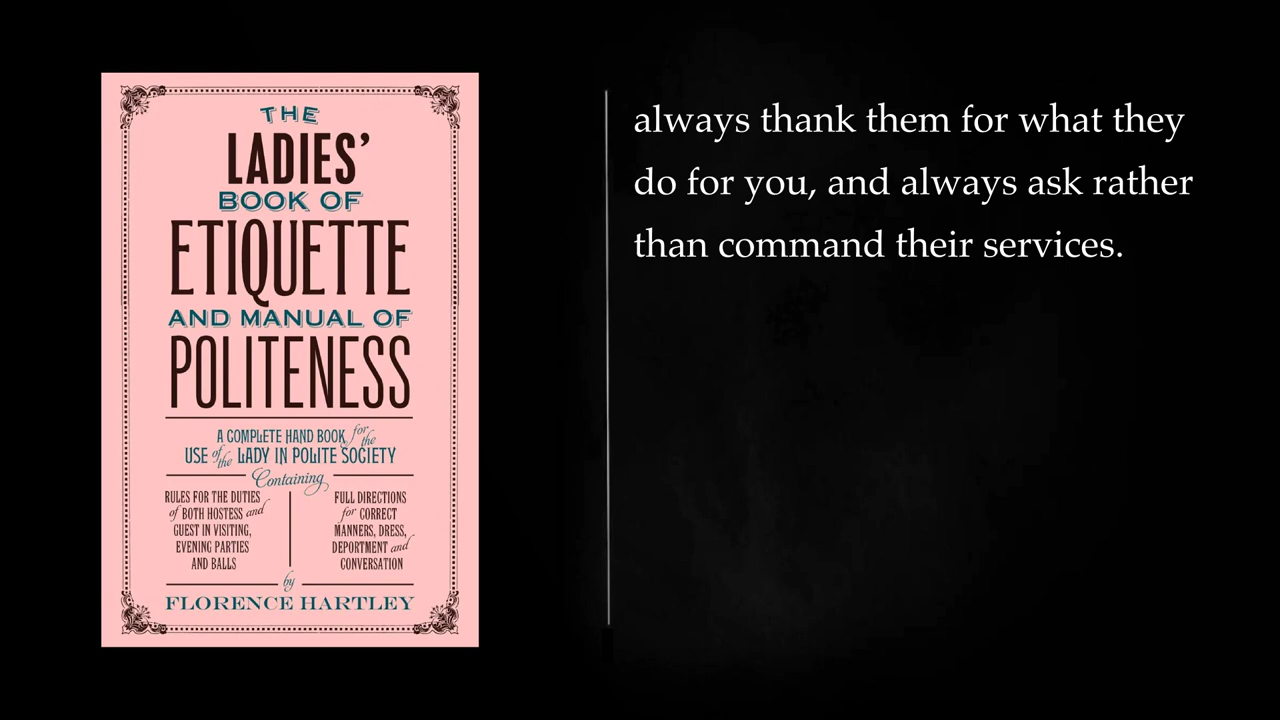 THE
LADIES'
BOOK OF
ETIQUETTE
AND MANUAL OF
POLITENESS
A COMPLETE HAND BOOK for the
USE of the LADY IN POLITE SOCIETY
Containing
RULES FOR THE DUTIES
of BOTH HOSTESS and
GUEST IN VISITING,
EVENING PARTIES
AND BALLS
FULL DIRECTIONS
for CORRECT
MANNERS, DRESS,
DEPORTMENT and
CONVERSATION
by
FLORENCE HARTLEY
always thank them for what they
do for you, and always ask rather
than command their services.